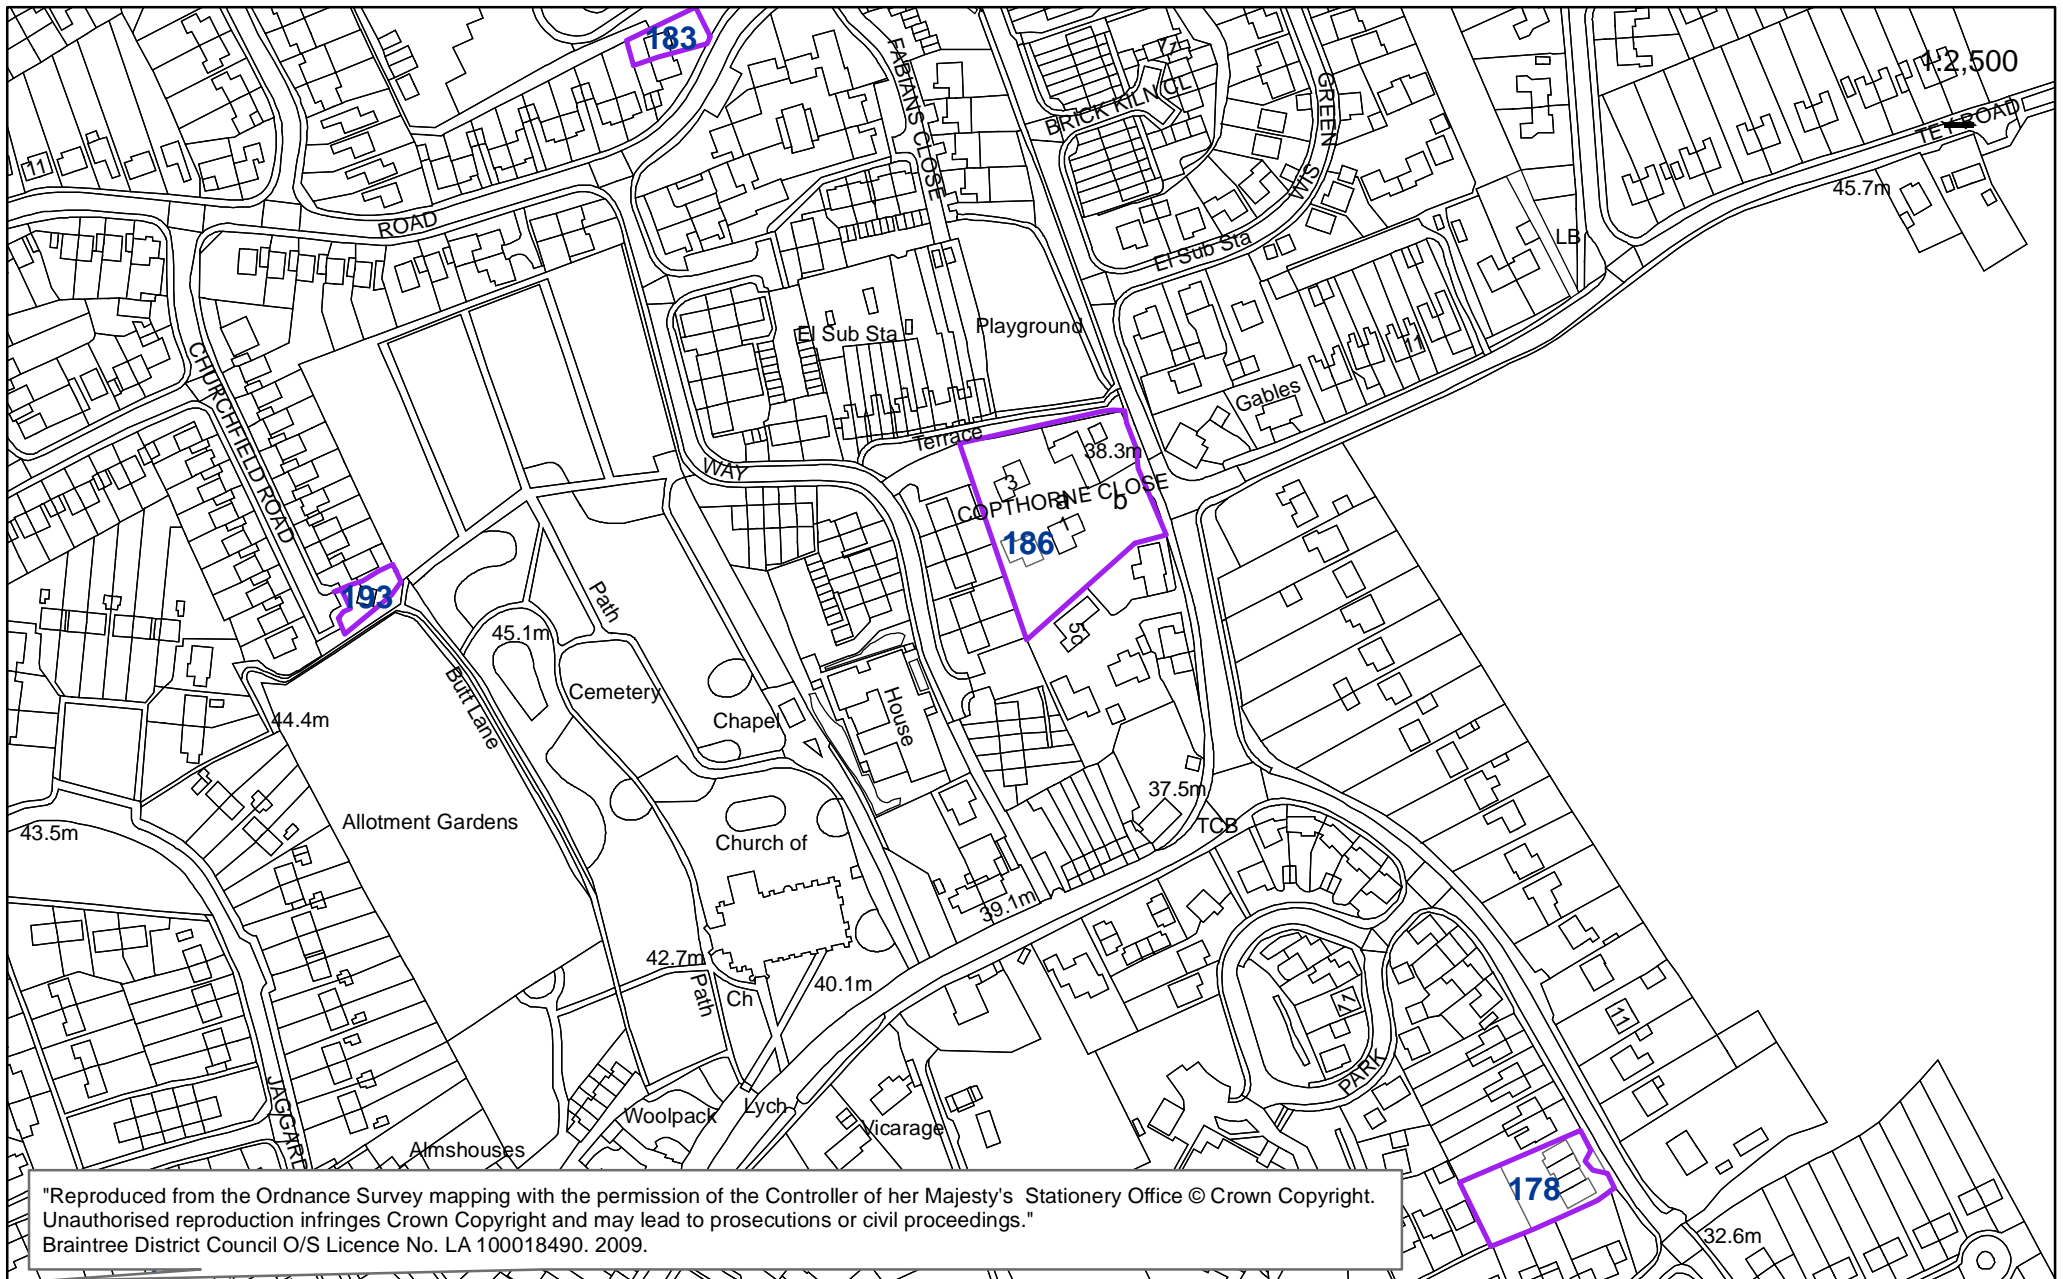 183
1:2,500
FABIANS CLOSE
77
BRICK KILN CL
GREEN
WIS
TEY ROAD
11
45.7m
ROAD
LB
El Sub Sta
El Sub Sta
Playground
11
CHURCHFIELD ROAD
Gables
Terrace
38.3m
WAY
3
COPTHORNE CLOSE
a
b
1
186
193
Path
45.1m
5c
Butt Lane
Cemetery
Chapel
House
44.4m
37.5m
TCB
43.5m
Allotment Gardens
Church of
39.1m
42.7m
Path
Ch
40.1m
11
PARK
JAGGARD
Woolpack
Lych
Vicarage
Almshouses
178
32.6m
"Reproduced from the Ordnance Survey mapping with the permission of the Controller of her Majesty's Stationery Office © Crown Copyright.
Unauthorised reproduction infringes Crown Copyright and may lead to prosecutions or civil proceedings."
Braintree District Council O/S Licence No. LA 100018490. 2009.